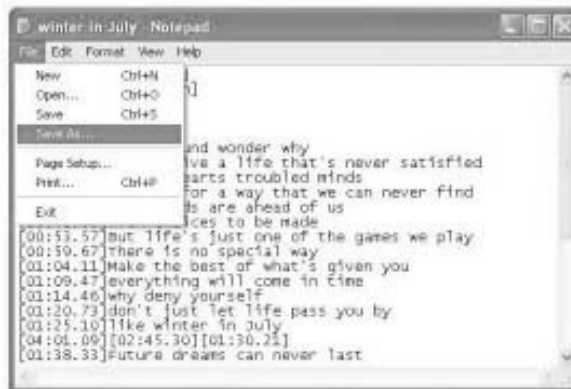 winter in July - Notepad
File Edit Format View Help
New Ctrl+N
Open... Ctrl+O
Save Ctrl+S
Save As...
Page Setup...
Print... Ctrl+P
Exit
und wonder why
ive a life that's never satisfied
earts troubled minds
for a way that we can never find
ds are ahead of us
ices to be made
[00:53.57]But life's just one of the games we play
[00:59.67]There is no special way
[01:04.11]Make the best of what's given you
[01:09.47]everything will come in time
[01:14.46]why deny yourself
[01:20.73]don't just let life pass you by
[01:25.10]like winter in July
[04:01.09][02:45.30][01:30.21]
[01:38.33]Future dreams can never last